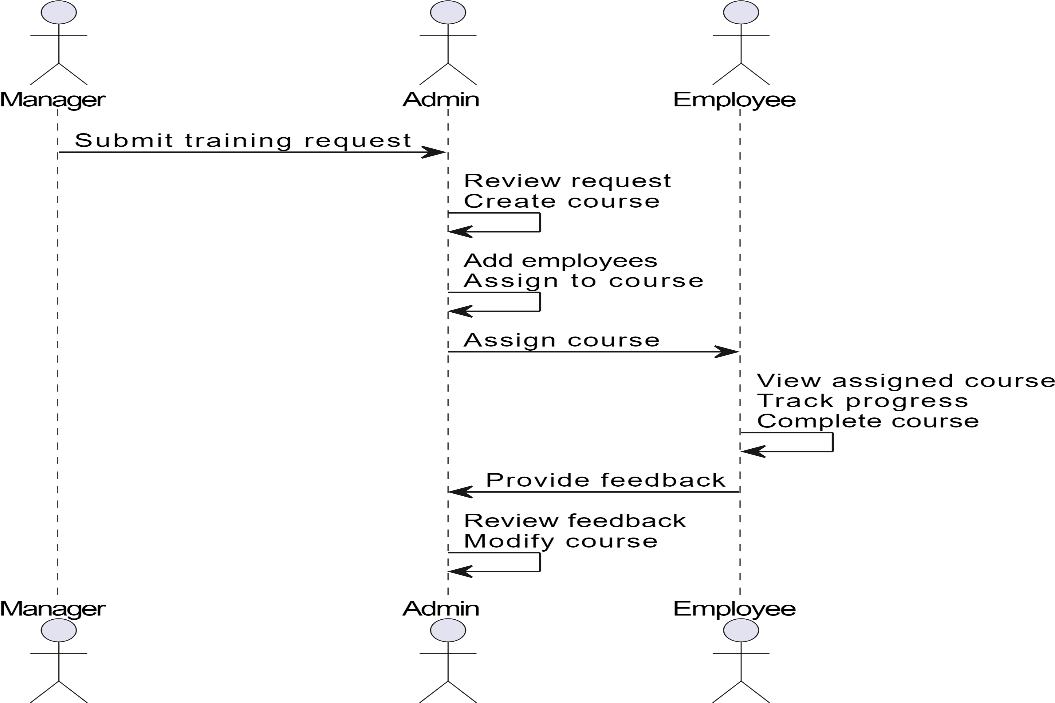 Manager
Admin
Employee
Submit training request
Review request
Create course
Add employees
Assign to course
Assign course
View assigned course
Track progress
Complete course
Provide feedback
Review feedback
Modify course
Manager
Admin
Employee